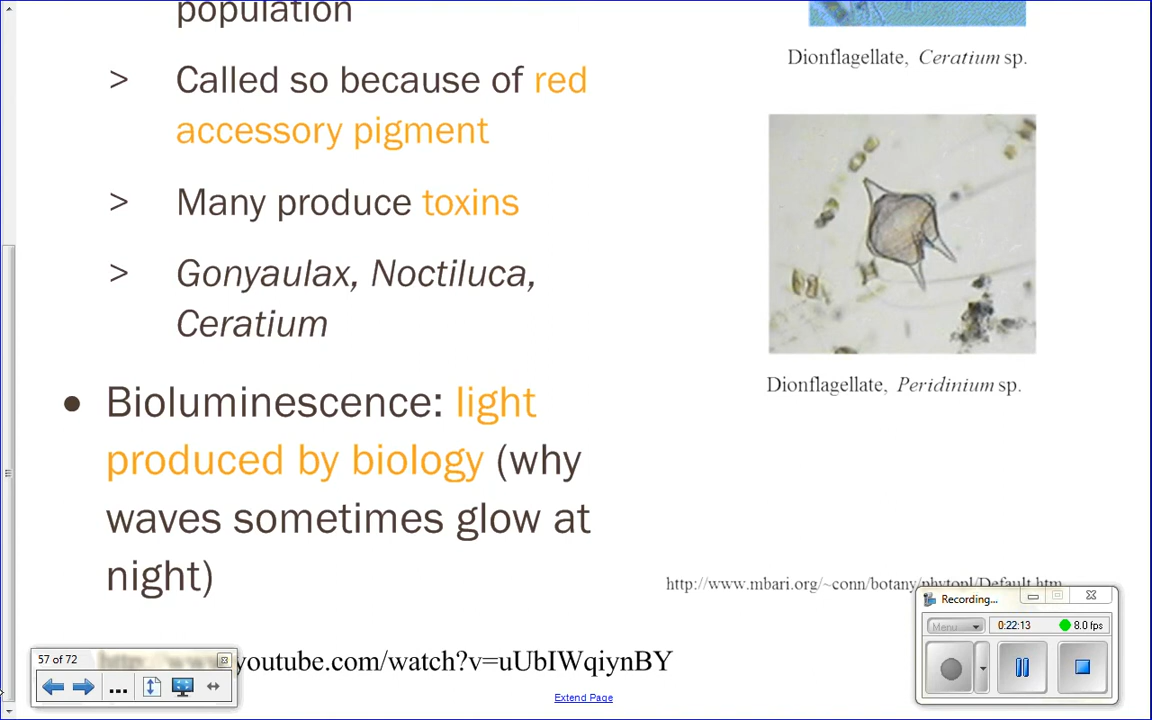 population
> Called so because of red
accessory pigment
> Many produce toxins
> Gonyaulax, Noctiluca,
Ceratium
• Bioluminescence: light
produced by biology (why
waves sometimes glow at
night)
Dionflagellate, Ceratium sp.
Dionflagellate, Peridinium sp.
http://www.mbari.org/~conn/botany/phytopl/Default.htm
youtube.com/watch?v=uUbIWqiynBY
Extend Page
57 of 72
...
Recording...
Menu
0:22:13
8.0 fps